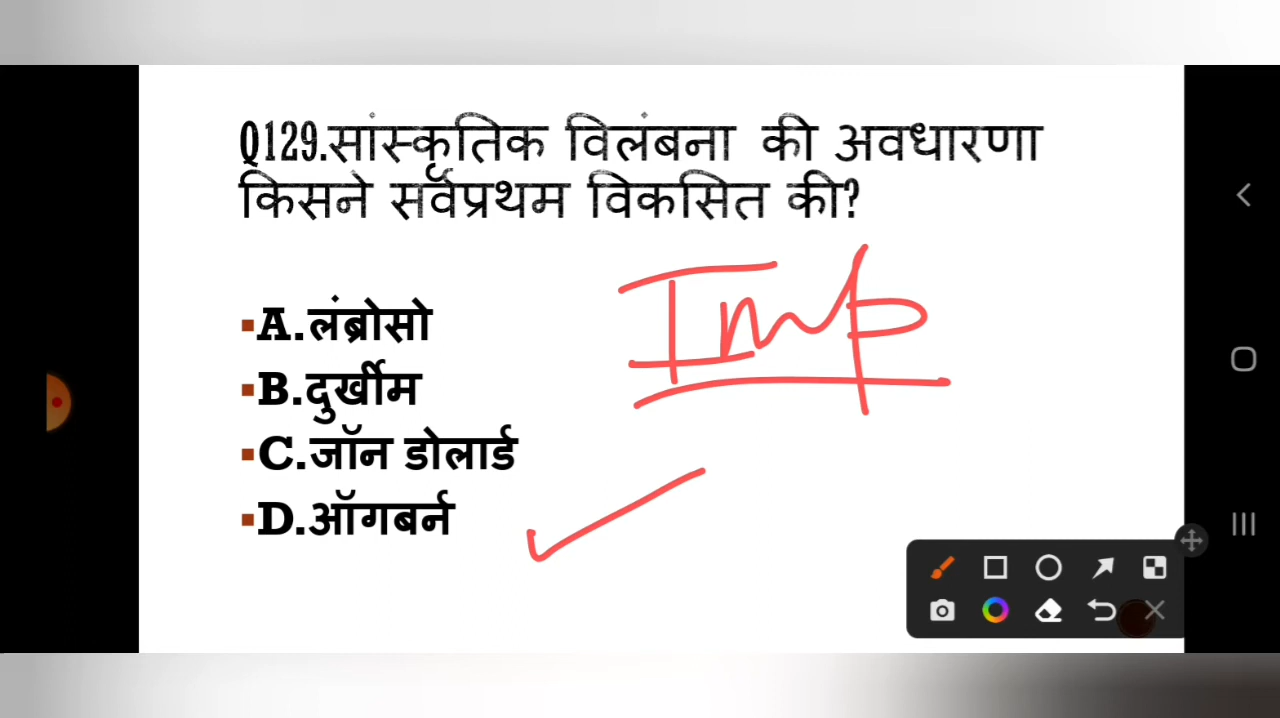 Q129.सांस्कृतिक विलंबना की अवधारणा
किसने सर्वप्रथम विकसित की?
Imp
▪A.लंब्रोसो
▪B.दुर्खीम
▪C.जॉन डोलार्ड
▪D.ऑगबर्न